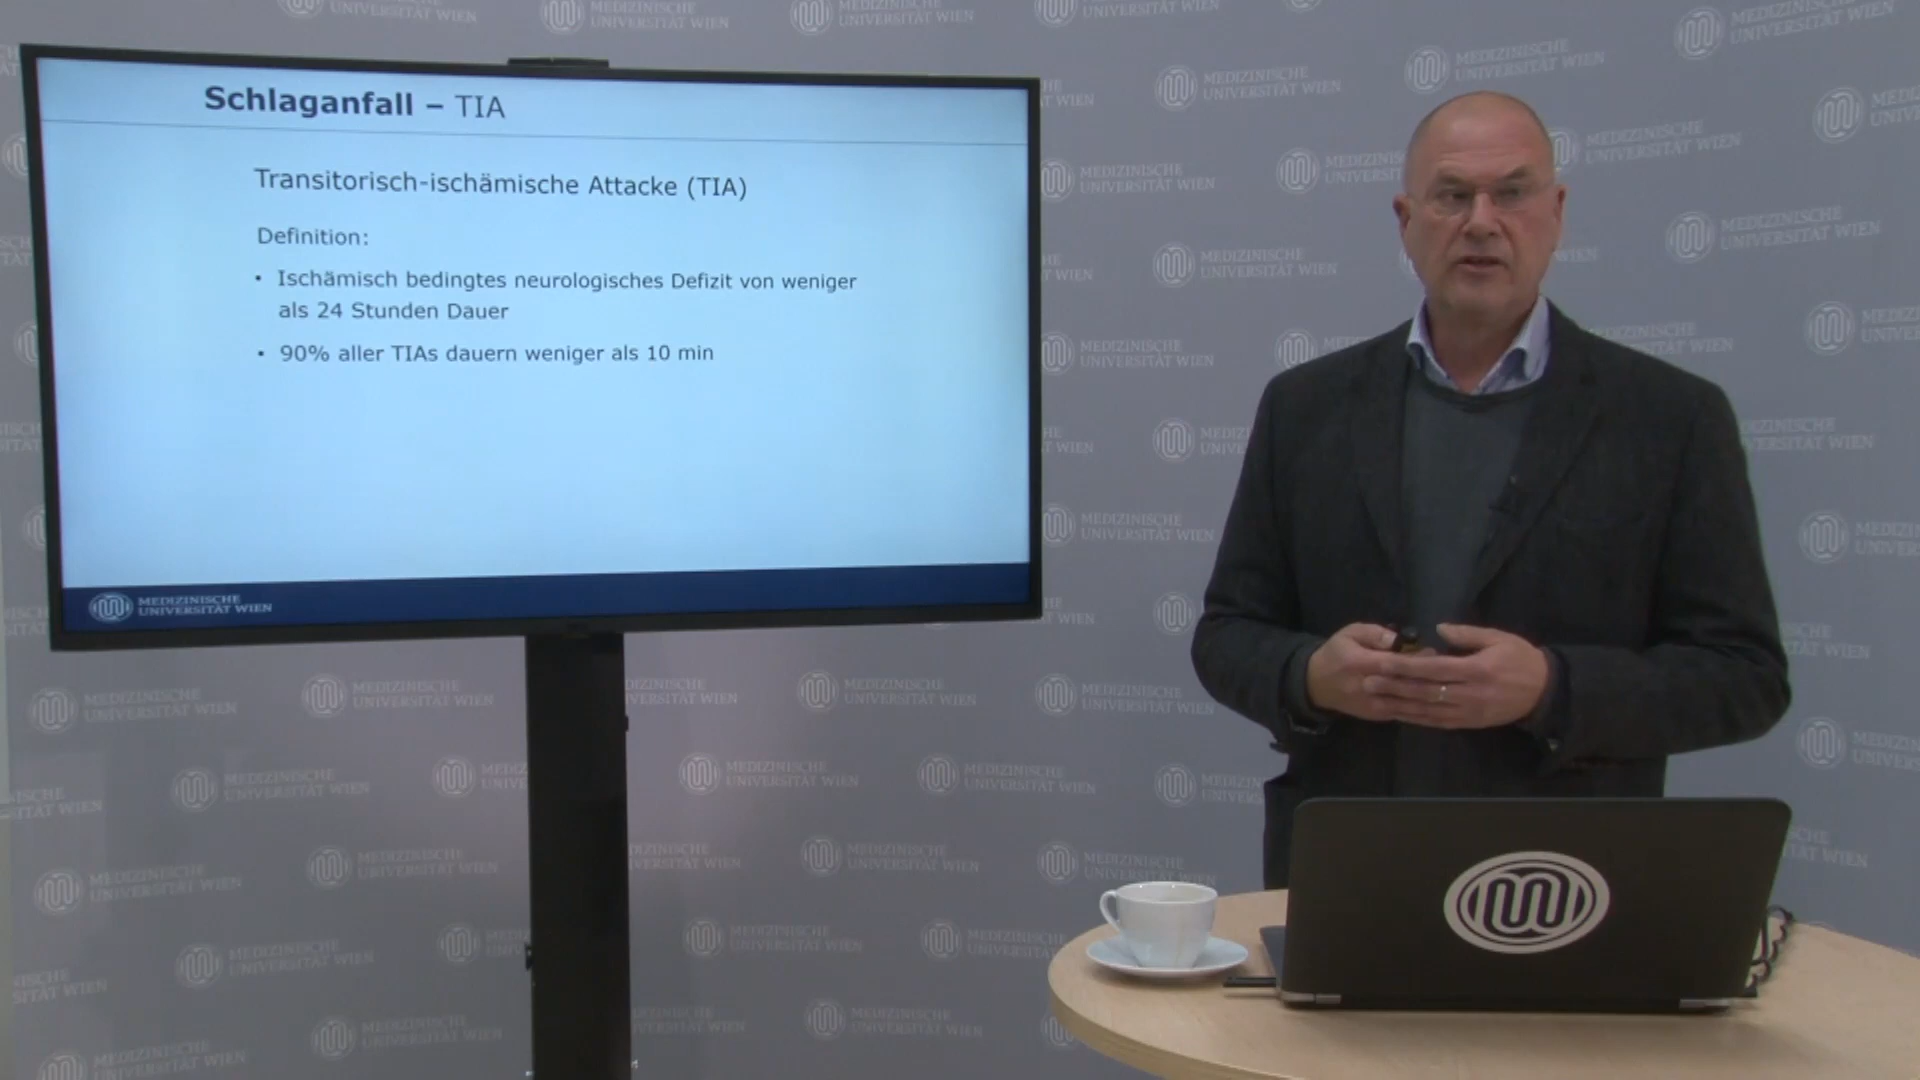 Schlaganfall – TIA
Transitorisch-ischämische Attacke (TIA)
Definition:
• Ischämisch bedingtes neurologisches Defizit von weniger
als 24 Stunden Dauer
• 90% aller TIAs dauern weniger als 10 min
MEDIZINISCHE
UNIVERSITÄT WIEN
MEDIZINISCHE
UNIVERSITÄT WIEN